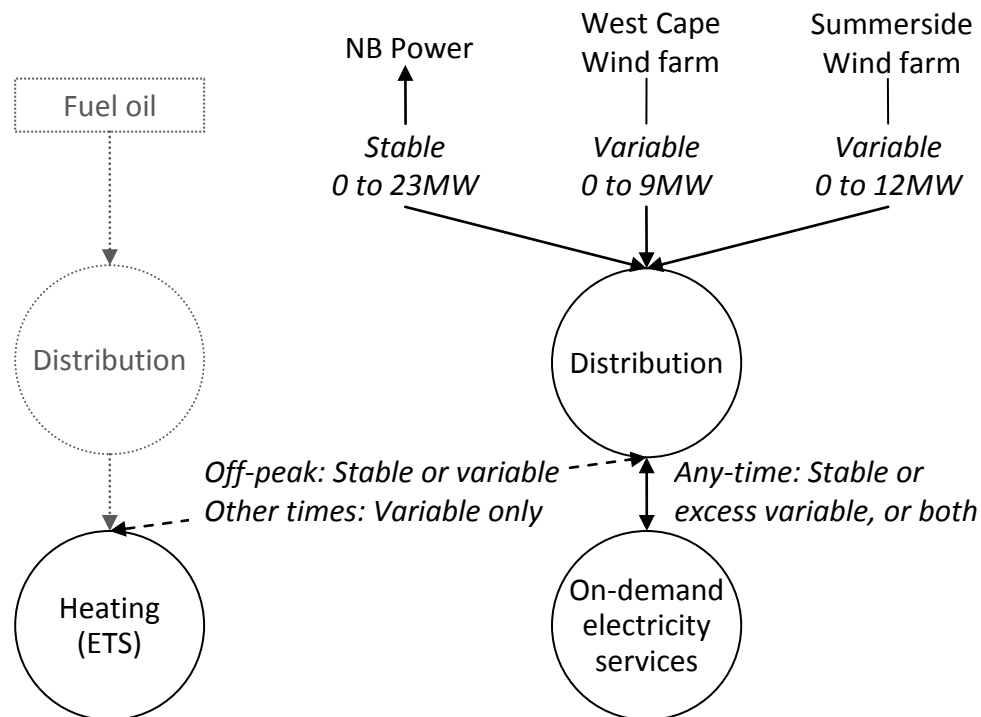 Fuel oil
Distribution
NB Power
Stable
0 to 23MW
West Cape
Wind farm
Variable
0 to 9MW
Summerside
Wind farm
Variable
0 to 12MW
Distribution
Off-peak: Stable or variable
Other times: Variable only
Any-time: Stable or
excess variable, or both
Heating
(ETS)
On-demand
electricity
services